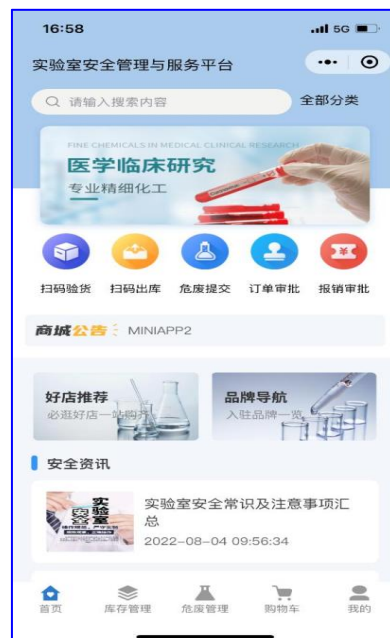 16:58
5G
实验室安全管理与服务平台
请输入搜索内容
全部分类
FINE CHEMICALS IN MEDICAL CLINICAL RESEARCH
医学临床研究
专业精细化工
扫码验货 扫码出库 危废提交 订单审批 报销审批
商城公告 MINIAPP2
好店推荐
必逛好店一站购齐
品牌导航
入驻品牌一览
安全资讯
实验室
实验室安全常识及注意事项汇
总
2022-08-04 09:56:34
首页 库存管理 危废管理 购物车 我的